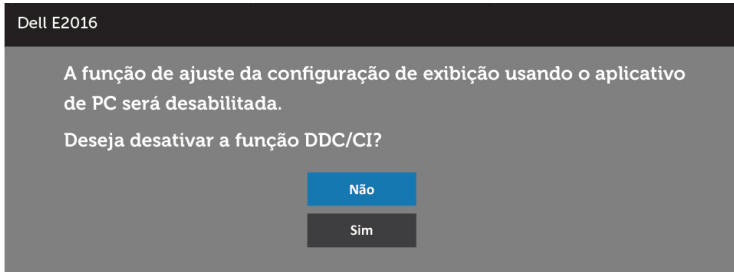 Dell E2016
A função de ajuste da configuração de exibição usando o aplicativo
de PC será desabilitada.
Deseja desativar a função DDC/CI?
Não
Sim